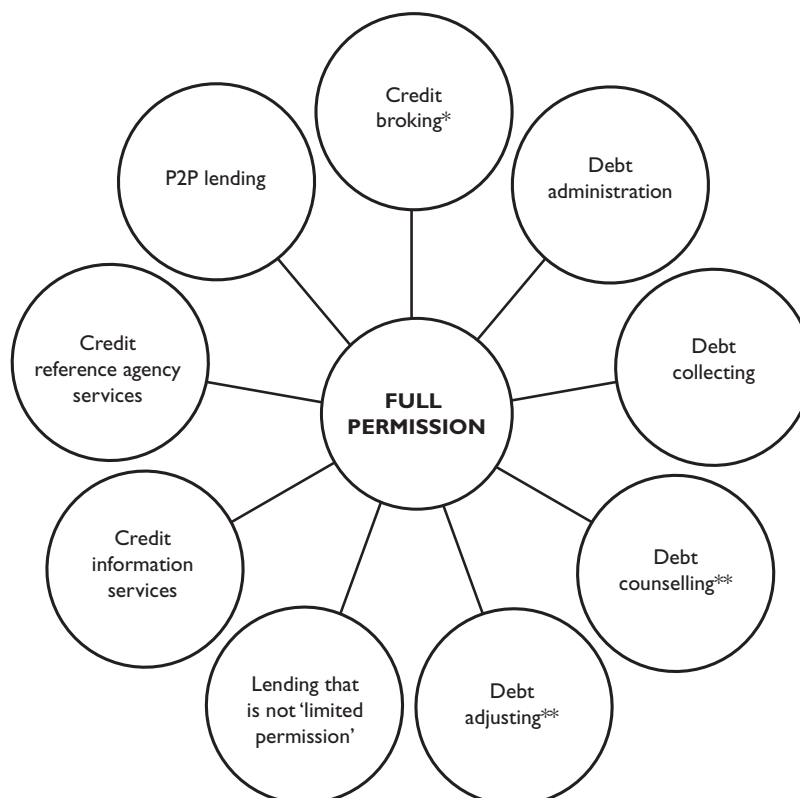 Credit
broking*
P2P lending
Debt
administration
Credit
reference agency
services
Debt
collecting
FULL
PERMISSION
Credit
information
services
Debt
counselling**
Lending that
is not ‘limited
permission’
Debt
adjusting**